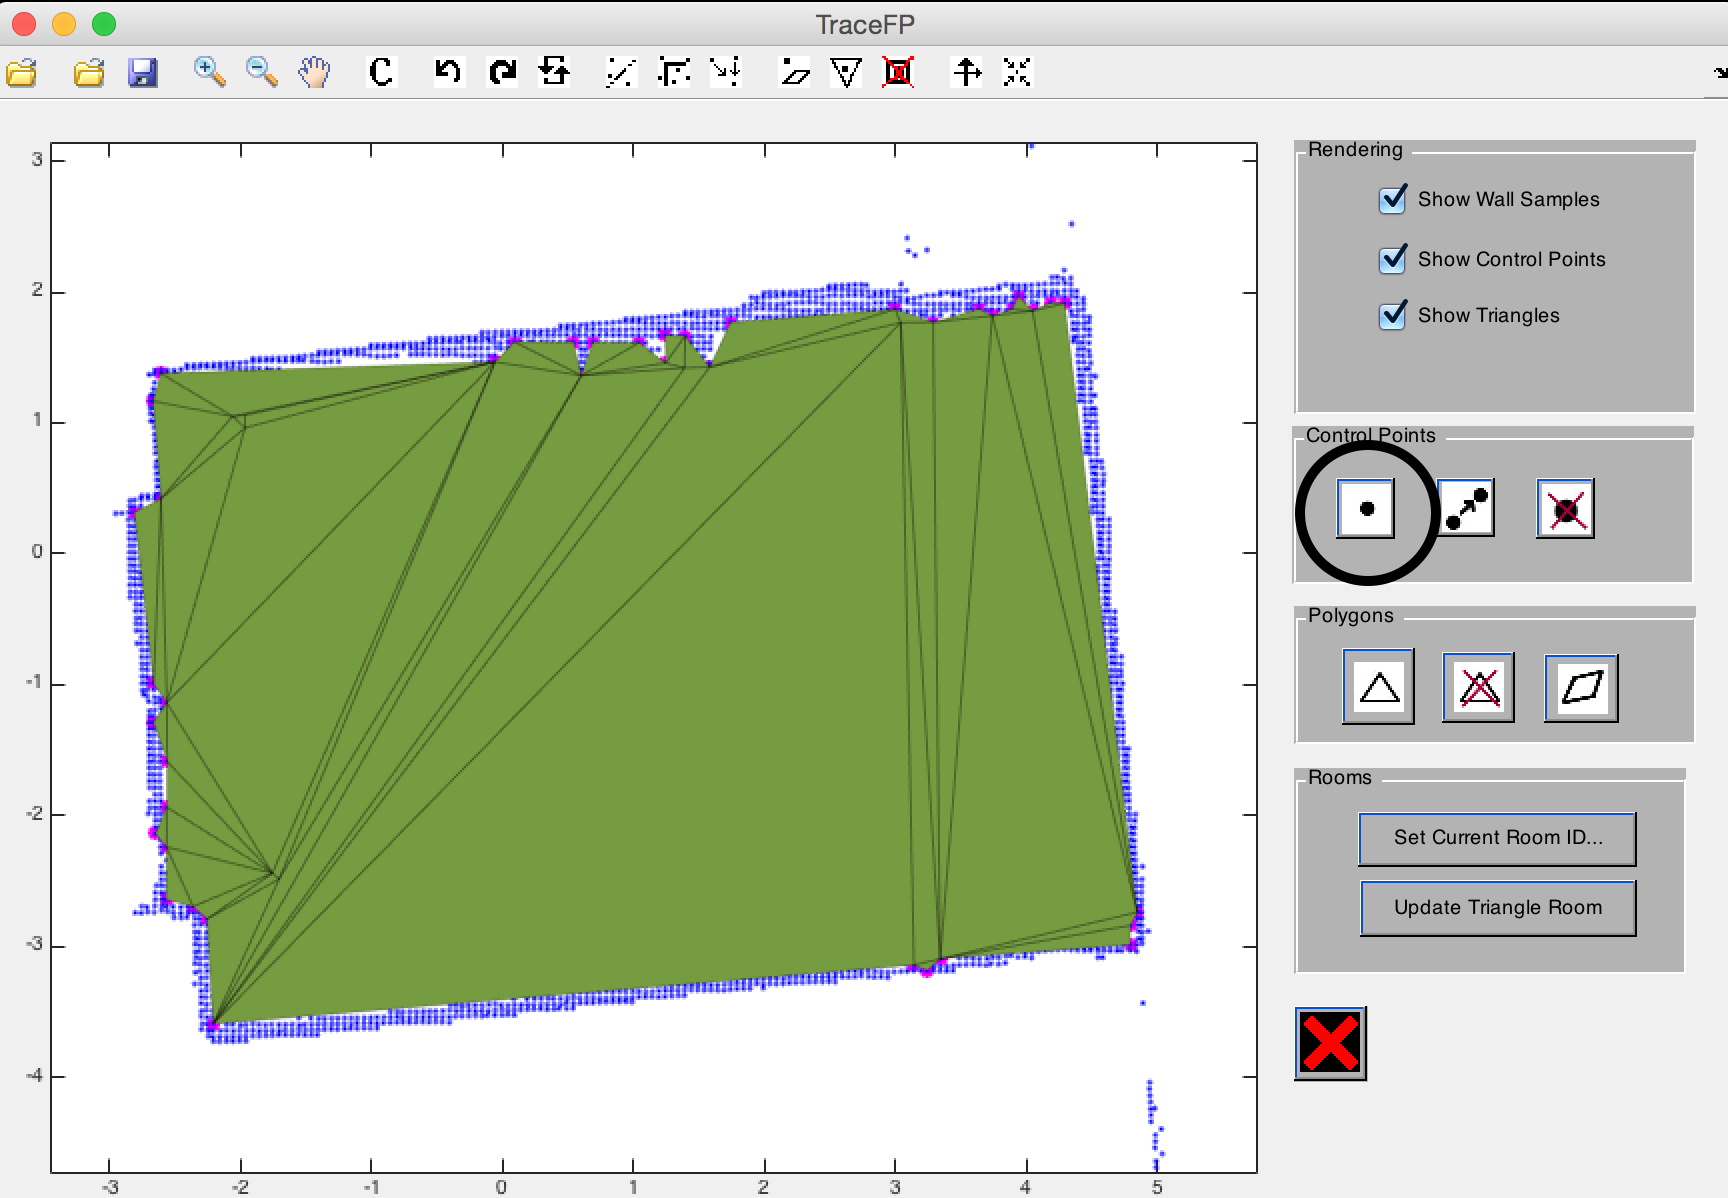 TraceFP
C
3
2
1
0
-1
-2
-3
-4
-3
-2
-1
0
1
2
3
4
5
Rendering
Show Wall Samples
Show Control Points
Show Triangles
Control Points
Polygons
Rooms
Set Current Room ID...
Update Triangle Room